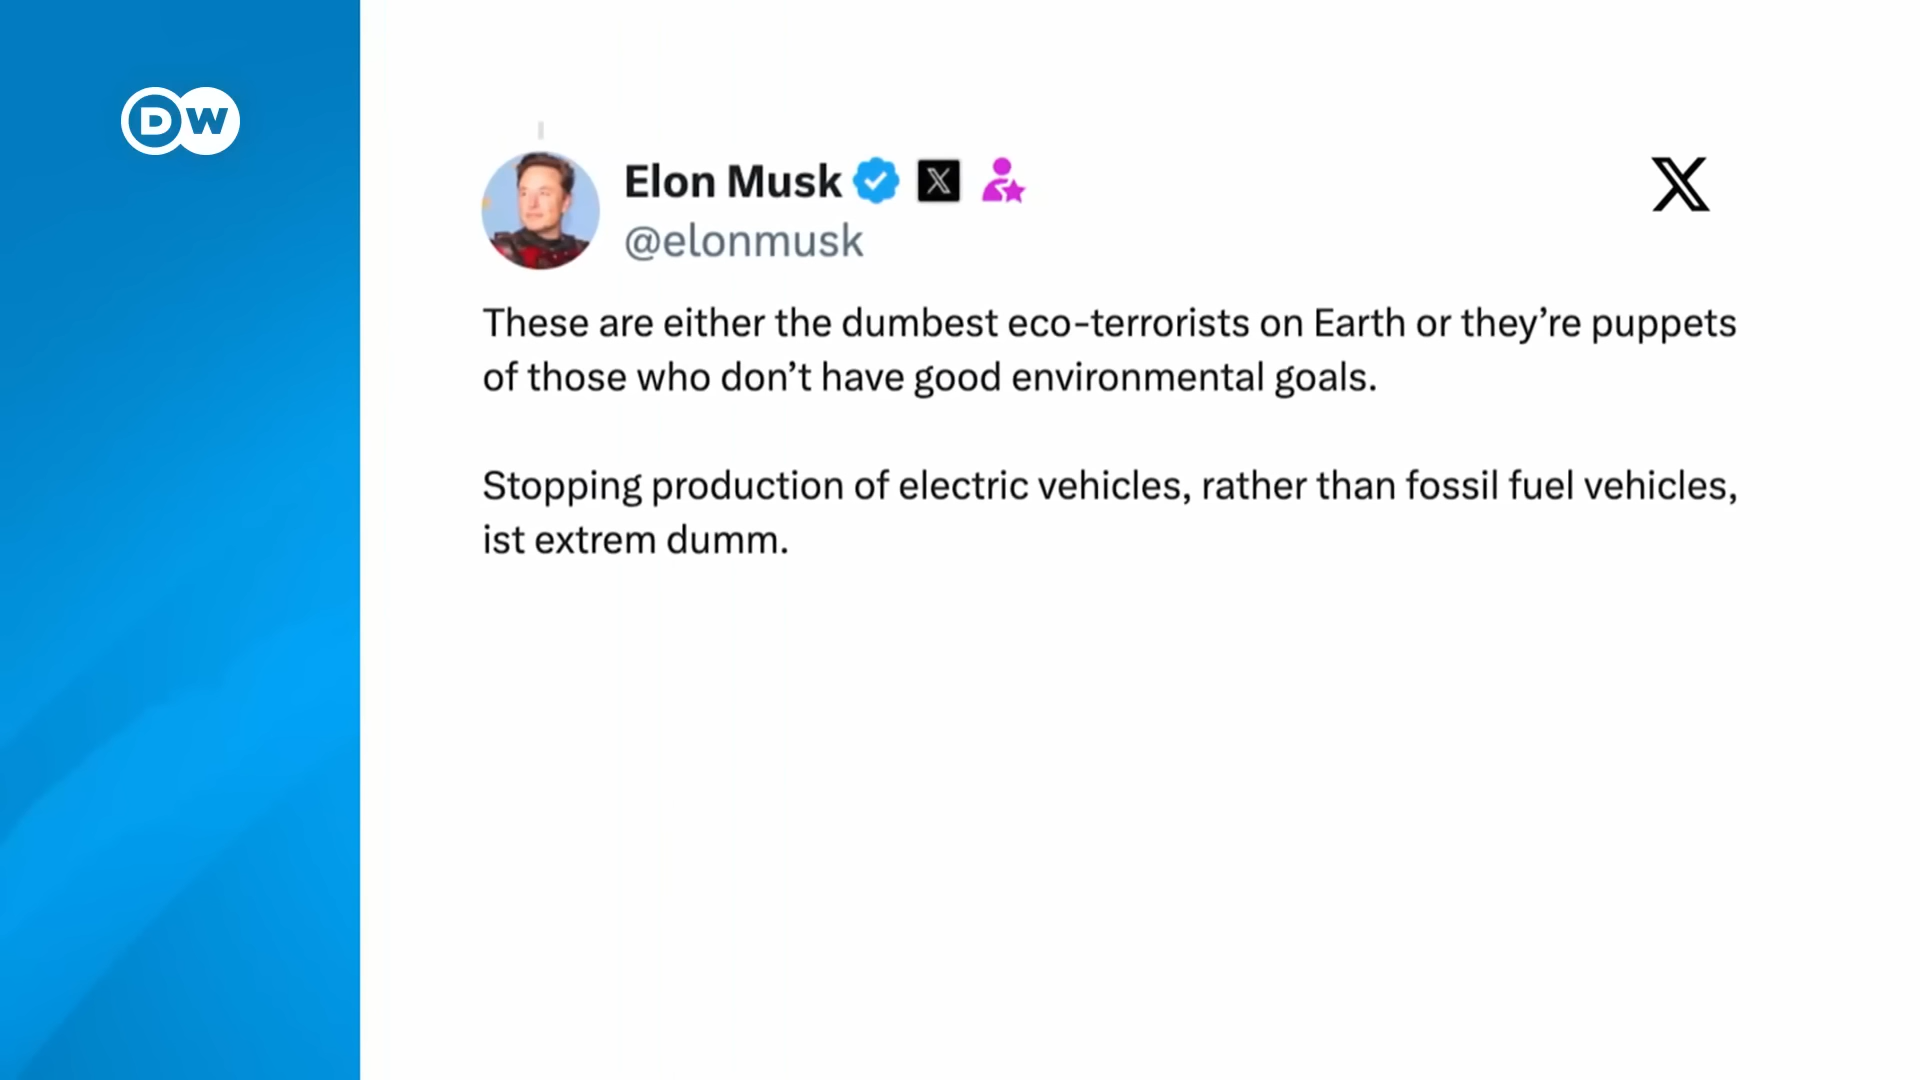 DW
Elon Musk
X
@elonmusk
These are either the dumbest eco-terrorists on Earth or they’re puppets
of those who don’t have good environmental goals.
Stopping production of electric vehicles, rather than fossil fuel vehicles,
ist extrem dumm.